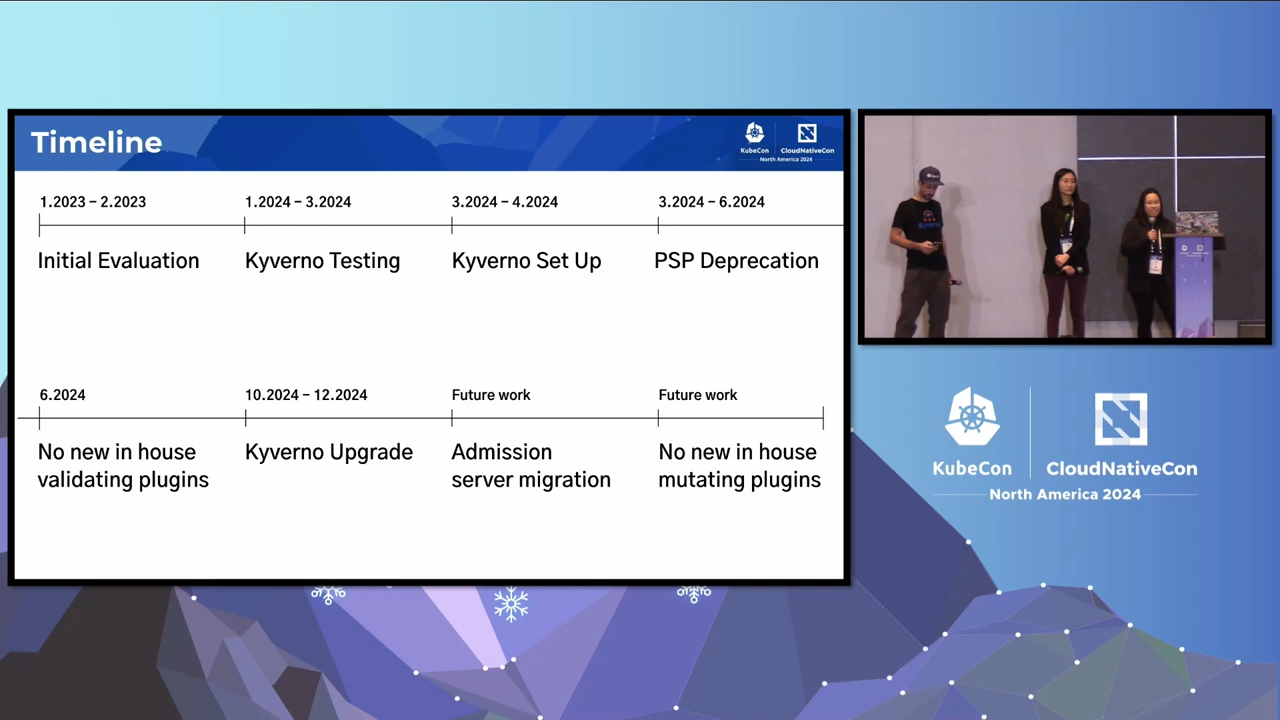 Timeline
KubeCon
CloudNativeCon
North America 2024
1.2023 – 2.2023
1.2024 – 3.2024
3.2024 – 4.2024
3.2024 – 6.2024
Initial Evaluation
Kyverno Testing
Kyverno Set Up
PSP Deprecation
6.2024
10.2024 – 12.2024
Future work
Future work
No new in house
validating plugins
Kyverno Upgrade
Admission
server migration
No new in house
mutating plugins
KubeCon
CloudNativeCon
North America 2024